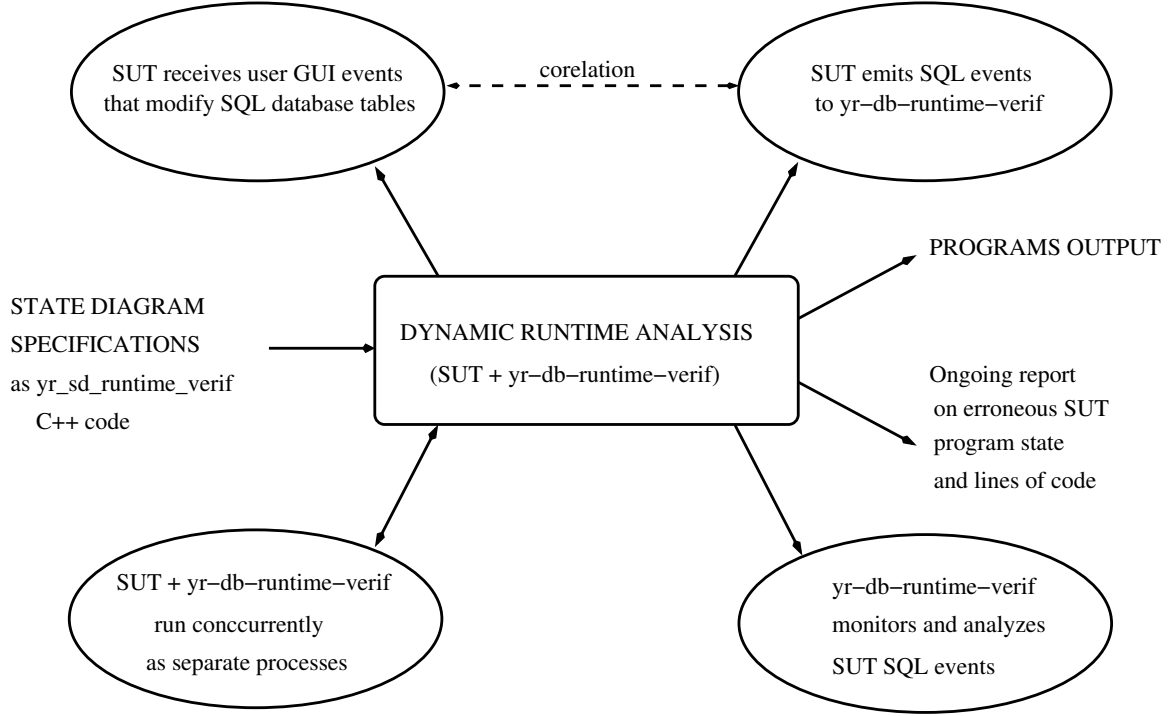 SUT receives user GUI events
that modify SQL database tables
corelation
SUT emits SQL events
to yr−db−runtime−verif
PROGRAMS OUTPUT
STATE DIAGRAM
SPECIFICATIONS
as yr_sd_runtime_verif
C++ code
DYNAMIC RUNTIME ANALYSIS
(SUT + yr−db−runtime−verif)
Ongoing report
on erroneous SUT
program state
and lines of code
SUT + yr−db−runtime−verif
run conccurrently
as separate processes
yr−db−runtime−verif
monitors and analyzes
SUT SQL events